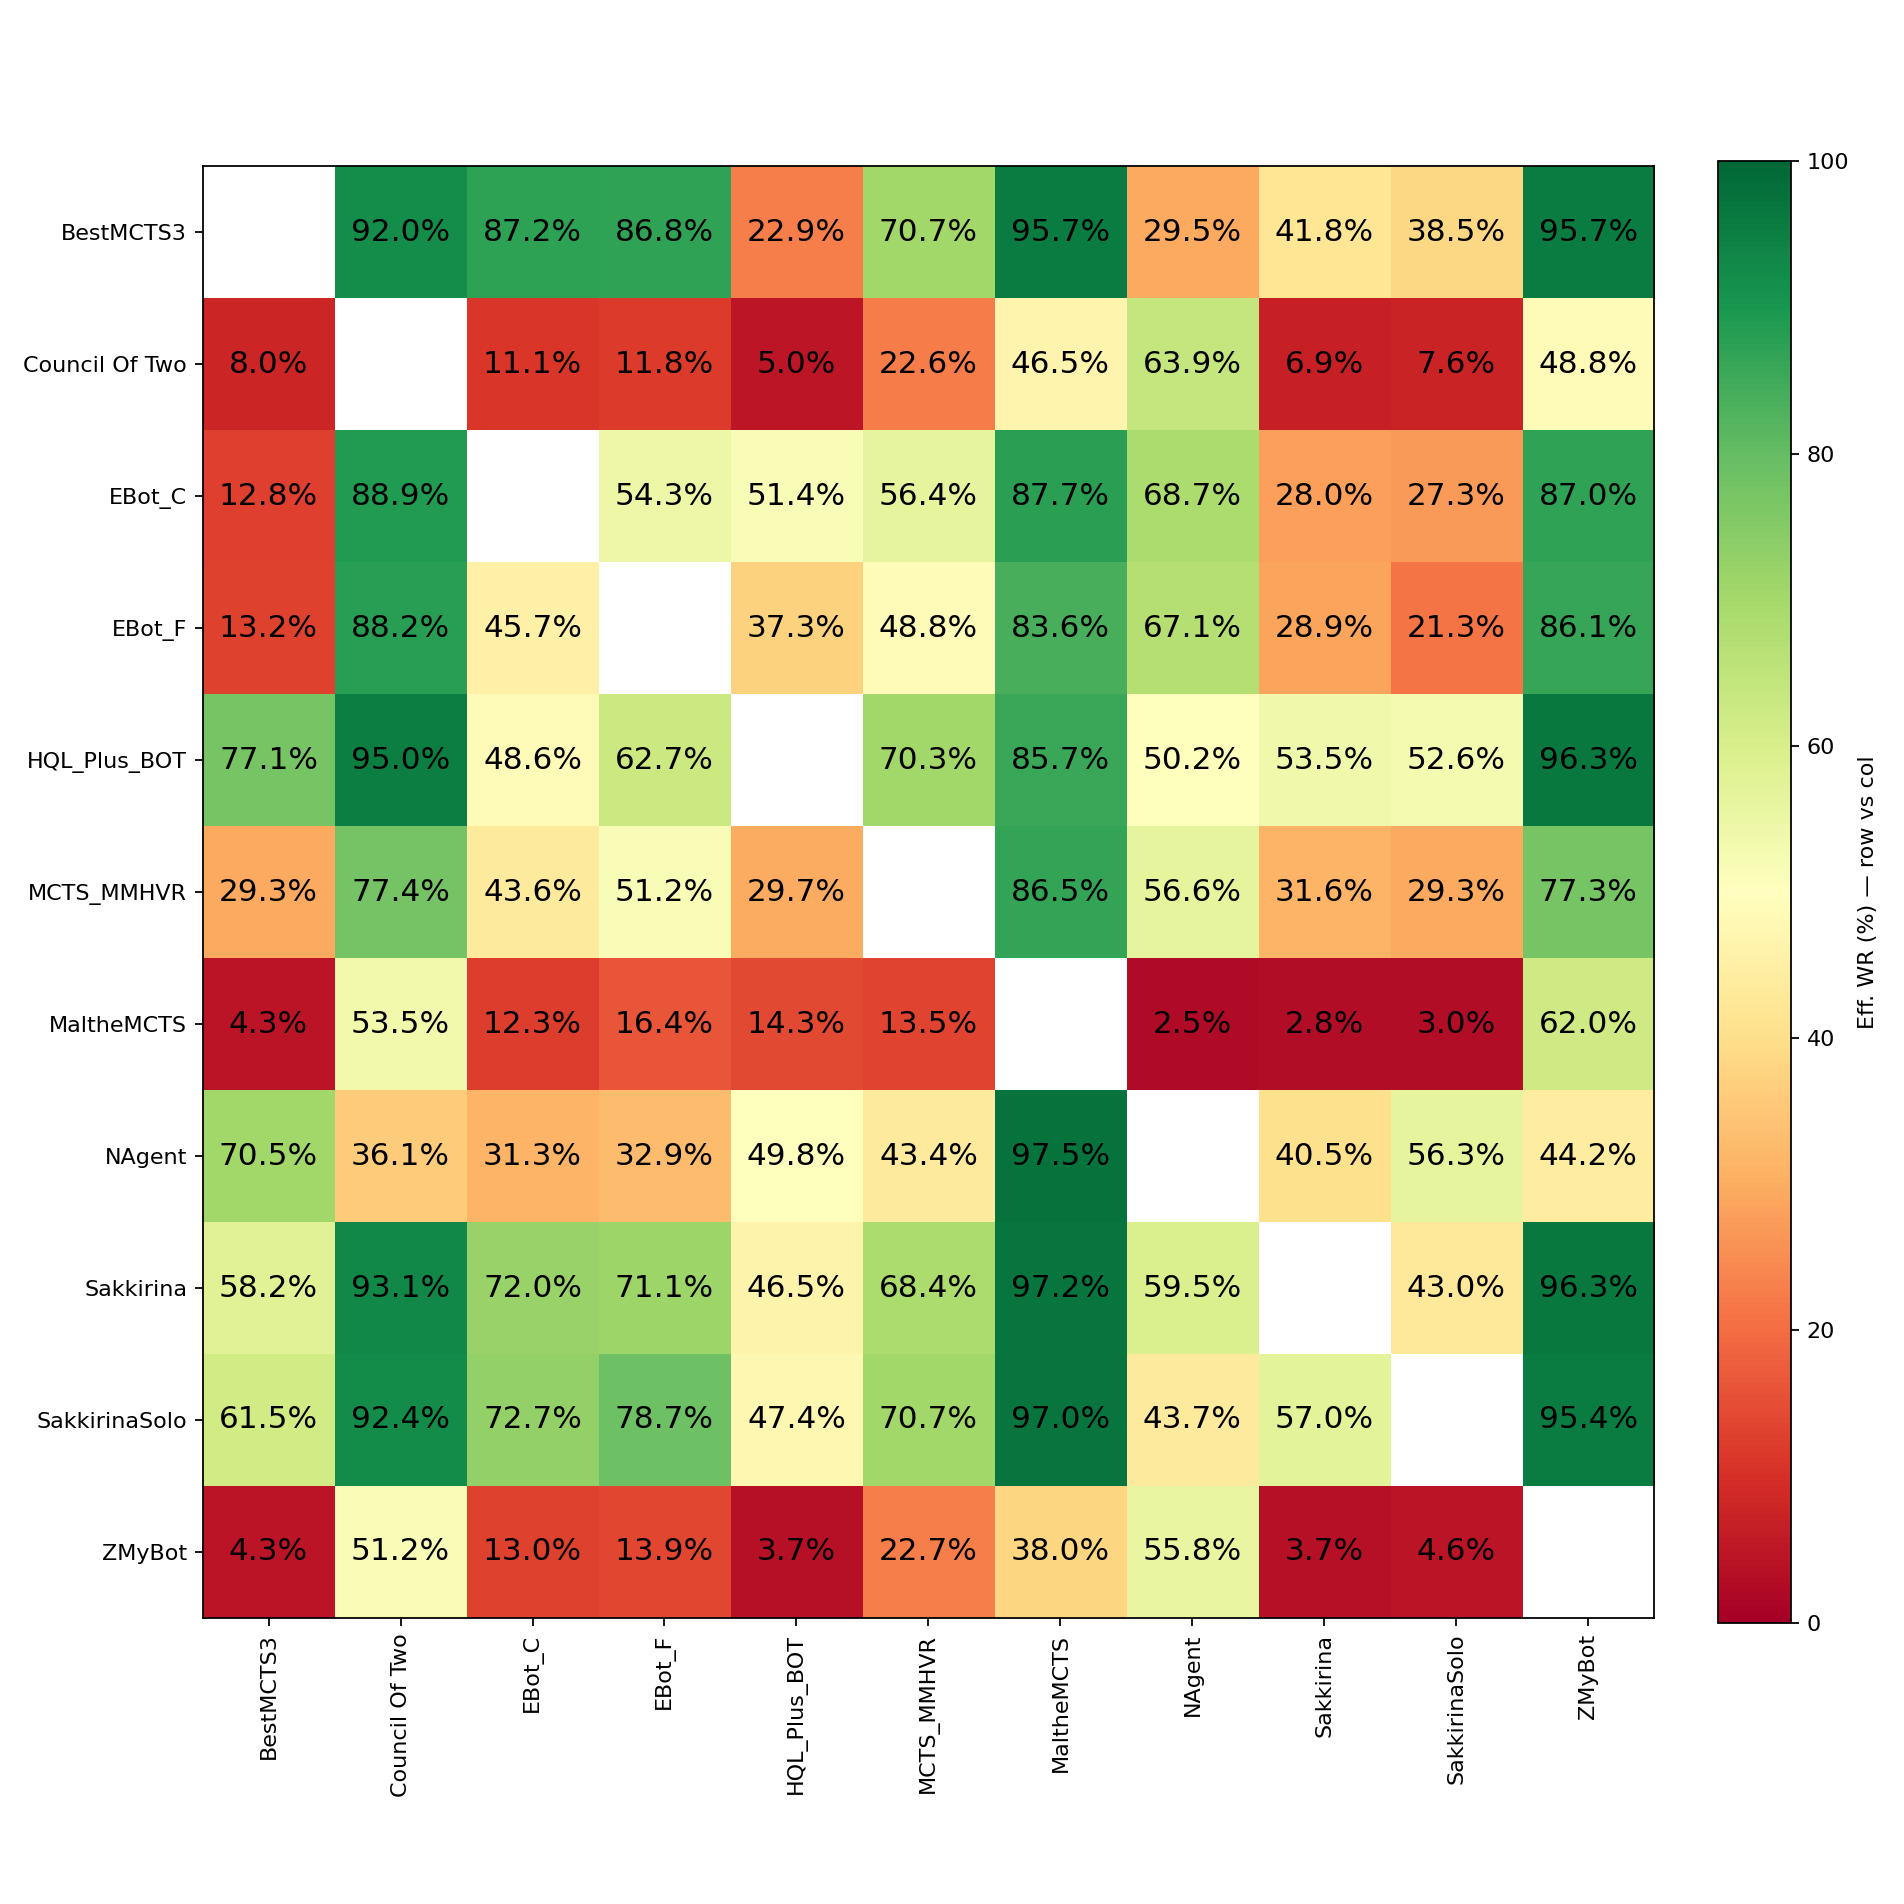 BestMCTS3 92.0% 87.2% 86.8% 22.9% 70.7% 95.7% 29.5% 41.8% 38.5% 95.7%
Council Of Two 8.0% 11.1% 11.8% 5.0% 22.6% 46.5% 63.9% 6.9% 7.6% 48.8%
EBot_C 12.8% 88.9% 54.3% 51.4% 56.4% 87.7% 68.7% 28.0% 27.3% 87.0%
EBot_F 13.2% 88.2% 45.7% 37.3% 48.8% 83.6% 67.1% 28.9% 21.3% 86.1%
HQL_Plus_BOT 77.1% 95.0% 48.6% 62.7% 70.3% 85.7% 50.2% 53.5% 52.6% 96.3%
MCTS_MMHVR 29.3% 77.4% 43.6% 51.2% 29.7% 86.5% 56.6% 31.6% 29.3% 77.3%
MaltheMCTS 4.3% 53.5% 12.3% 16.4% 14.3% 13.5% 2.5% 2.8% 3.0% 62.0%
NAgent 70.5% 36.1% 31.3% 32.9% 49.8% 43.4% 97.5% 40.5% 56.3% 44.2%
Sakkirina 58.2% 93.1% 72.0% 71.1% 46.5% 68.4% 97.2% 59.5% 43.0% 96.3%
SakkirinaSolo 61.5% 92.4% 72.7% 78.7% 47.4% 70.7% 97.0% 43.7% 57.0% 95.4%
ZMyBot 4.3% 51.2% 13.0% 13.9% 3.7% 22.7% 38.0% 55.8% 3.7% 4.6%
BestMCTS3
Council Of Two
EBot_C
EBot_F
HQL_Plus_BOT
MCTS_MMHVR
MaltheMCTS
NAgent
Sakkirina
SakkirinaSolo
ZMyBot
100
80
60
40
20
0
Eff. WR (%) — row vs col